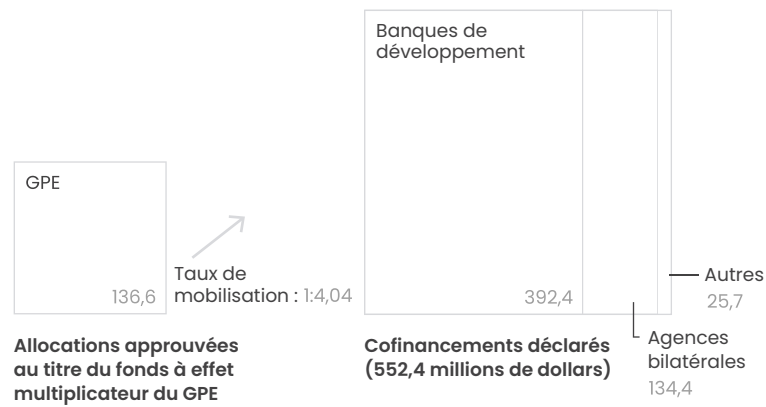 GPE
136,6
Taux de
mobilisation : 1:4,04
Allocations approuvées
au titre du fonds à effet
multiplicateur du GPE
Banques de
développement
392,4
Autres
25,7
Agences
bilatérales
134,4
Cofinancements déclarés
(552,4 millions de dollars)